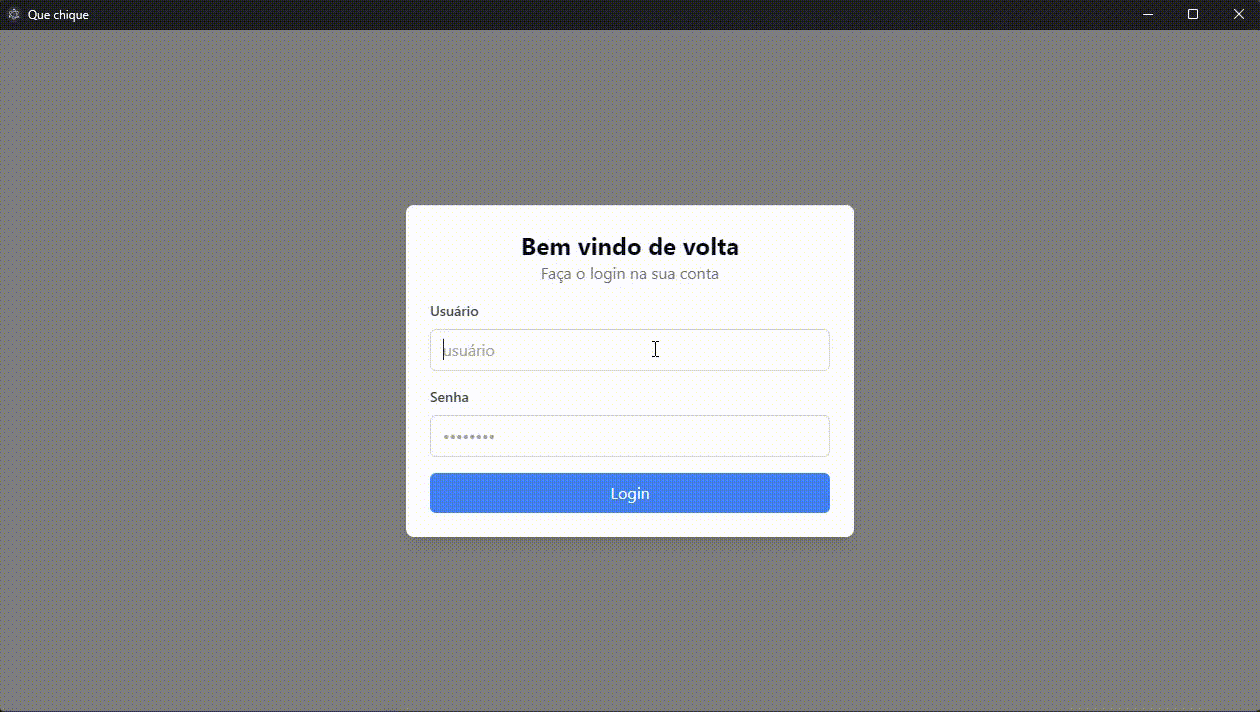 Que chique
Bem vindo de volta
Faça o login na sua conta
Usuário
usuário
Senha
••••••••
Login